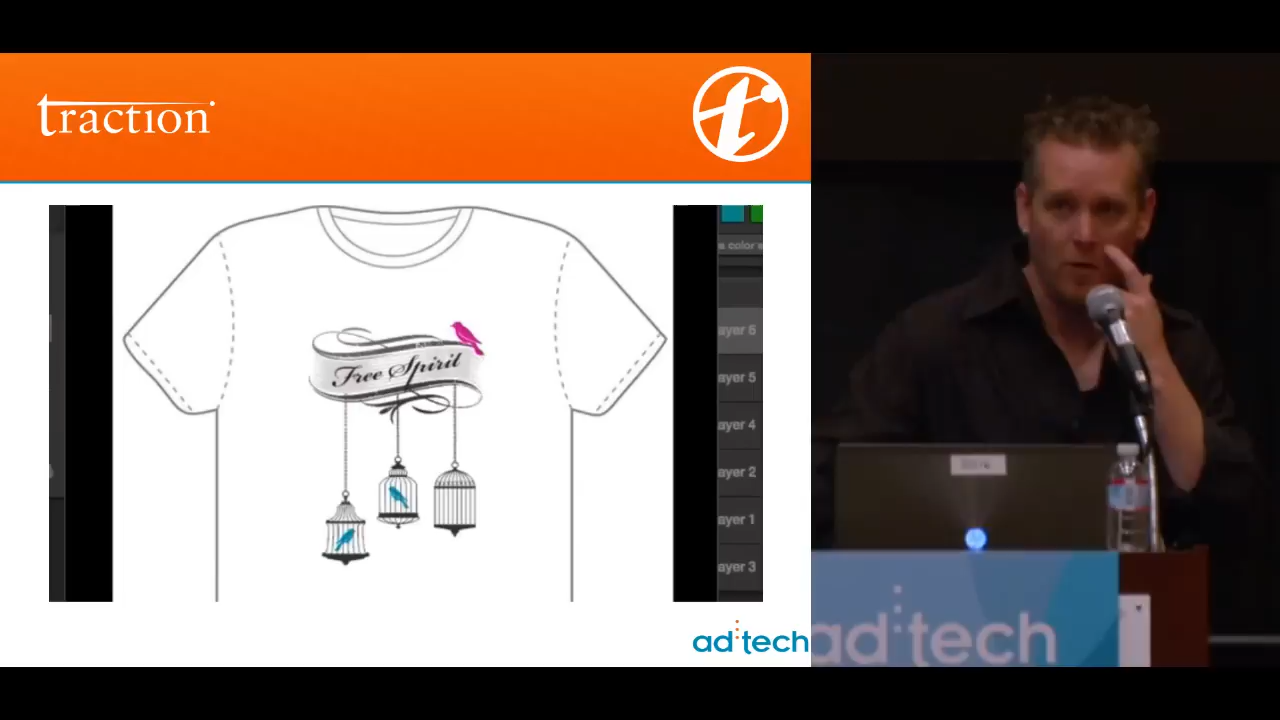 traction
t
a color's
ayer 6
Free Spirit
ayer 5
ayer 4
ayer 2
ayer 1
ayer 3
ad:tech
ad:tech